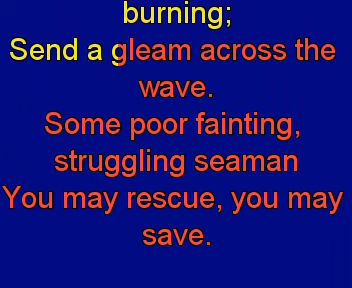 burning;
Send a gleam across the
wave.
Some poor fainting,
struggling seaman
You may rescue, you may
save.